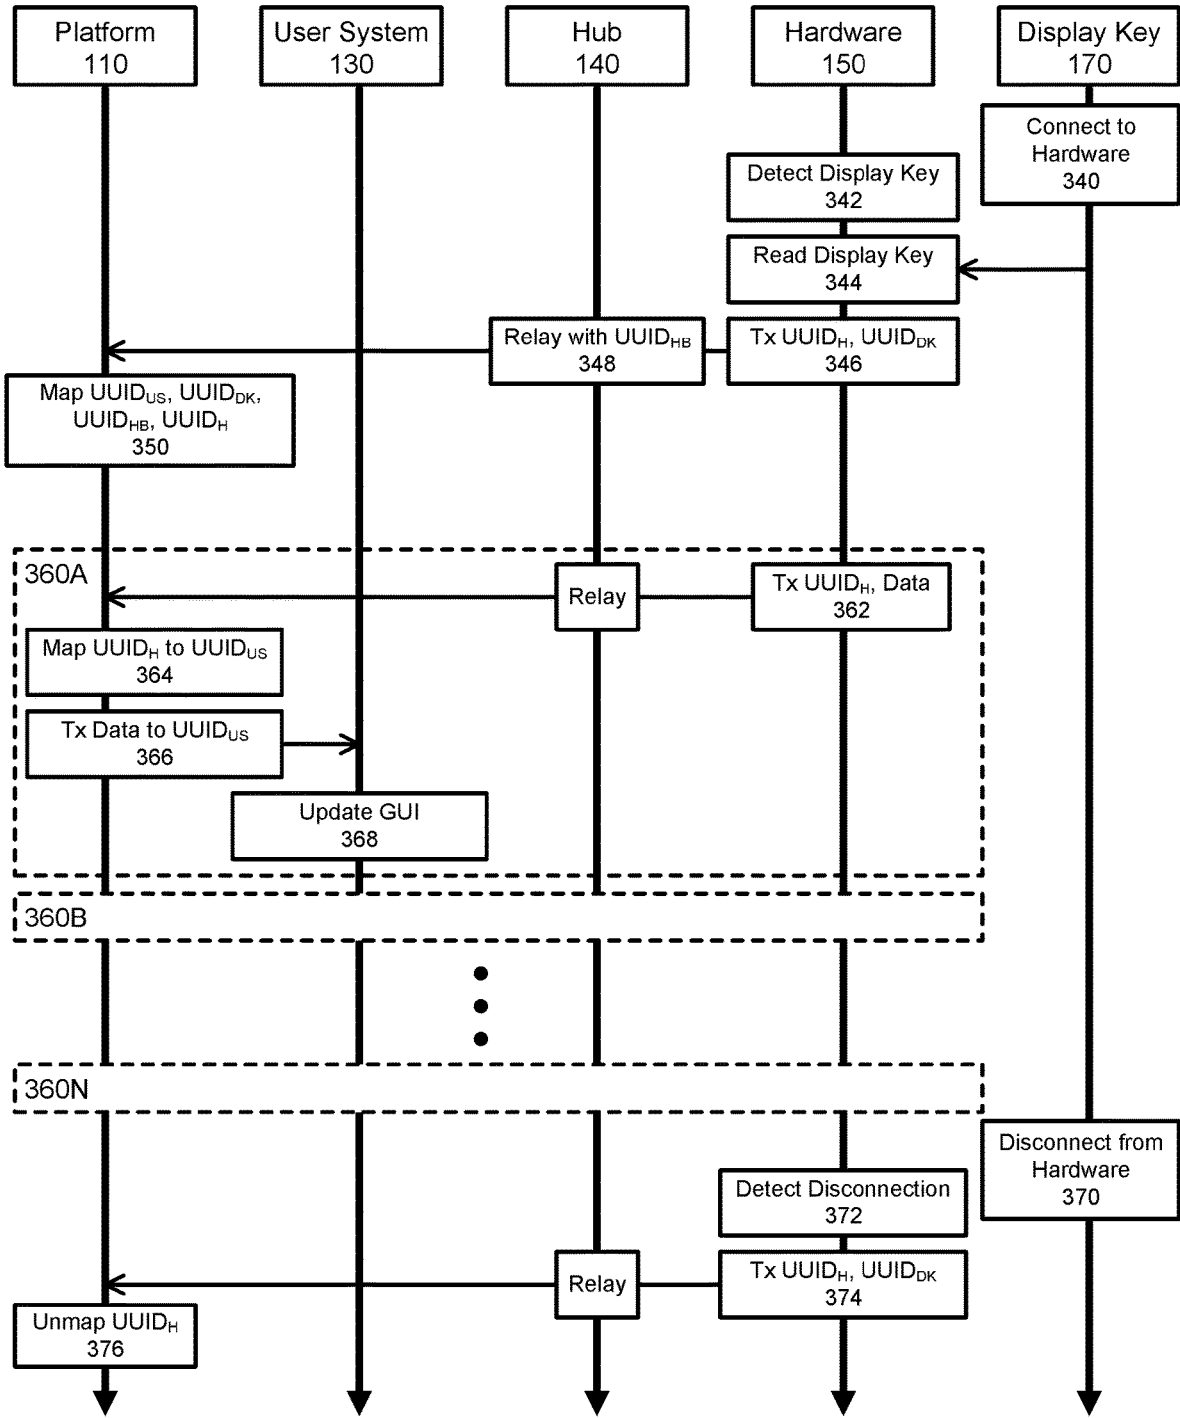 Platform
110
User System
130
Hub
140
Hardware
150
Display Key
170
Connect to
Hardware
340
Detect Display Key
342
Read Display Key
344
Relay with UUIDHB
348
Tx UUIDH, UUIDDK
346
Map UUIDUS, UUIDDK,
UUIDHB, UUIDH
350
360A
Relay
Tx UUIDH, Data
362
Map UUIDH to UUIDUS
364
Tx Data to UUIDUS
366
Update GUI
368
360B
360N
Disconnect from
Hardware
370
Detect Disconnection
372
Relay
Tx UUIDH, UUIDDK
374
Unmap UUIDH
376